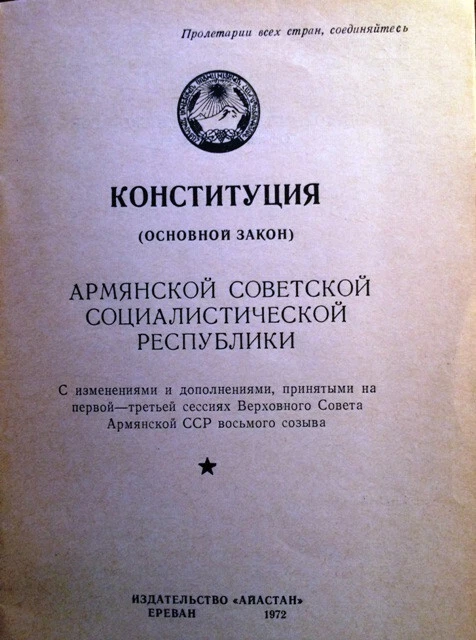 Пролетарии всех стран, соединяйтесь
КОНСТИТУЦИЯ
(ОСНОВНОЙ ЗАКОН)
АРМЯНСКОЙ СОВЕТСКОЙ
СОЦИАЛИСТИЧЕСКОЙ
РЕСПУБЛИКИ
С изменениями и дополнениями, принятыми на
первой—третьей сессиях Верховного Совета
Армянской ССР восьмого созыва
ИЗДАТЕЛЬСТВО «АЙАСТАН»
ЕРЕВАН 1972